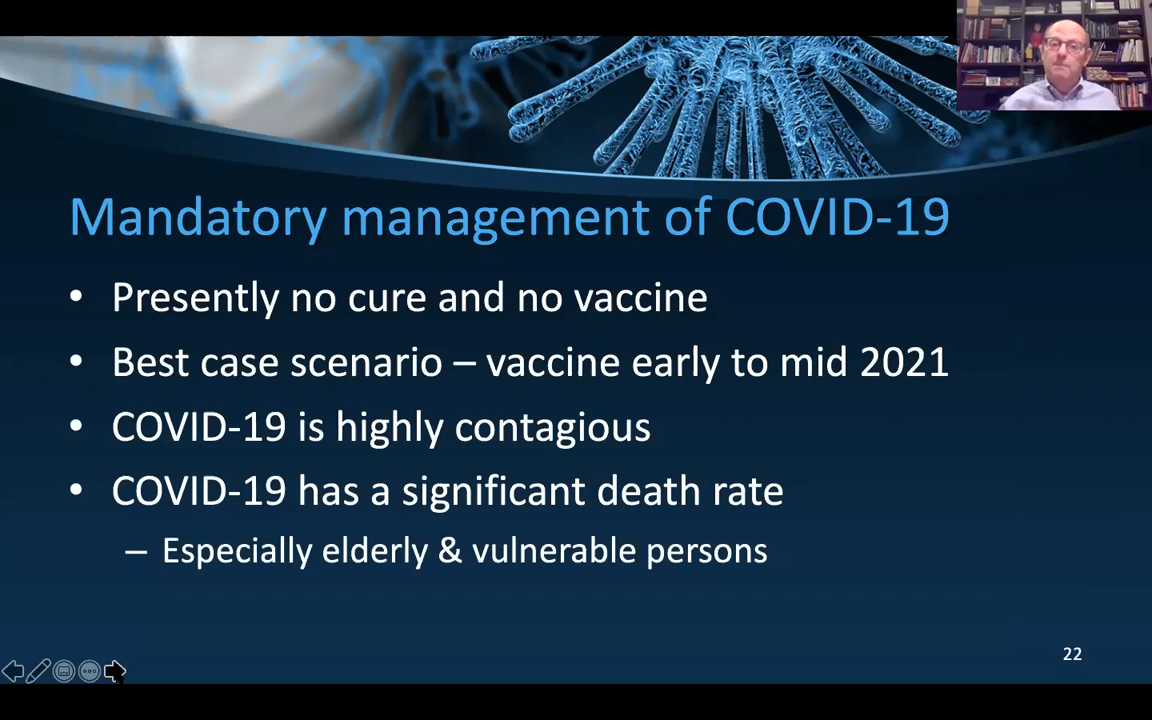 Mandatory management of COVID-19
• Presently no cure and no vaccine
• Best case scenario – vaccine early to mid 2021
• COVID-19 is highly contagious
• COVID-19 has a significant death rate
– Especially elderly & vulnerable persons
22